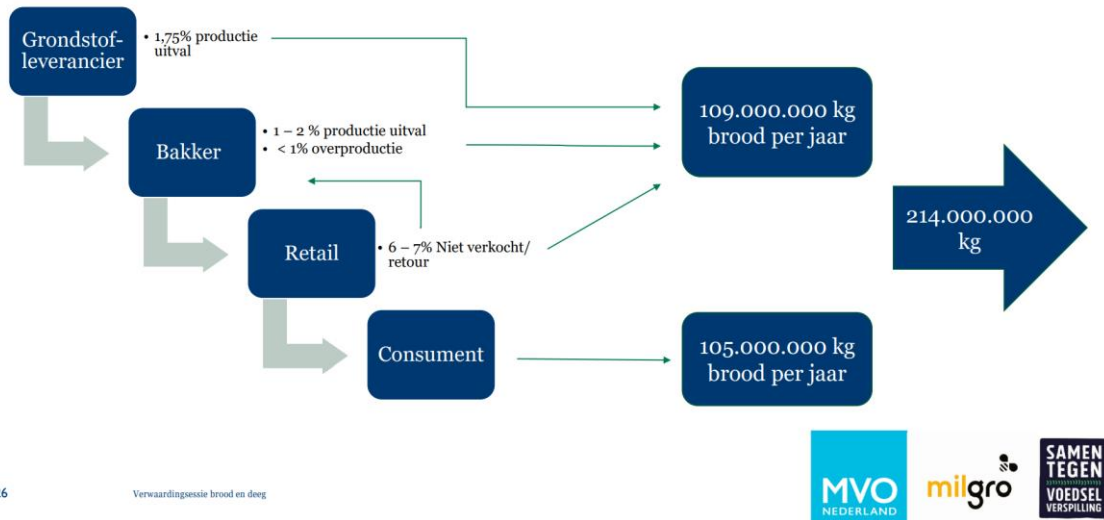 Grondstof-
leverancier
• 1,75% productie
uitval
Bakker
• 1 – 2 % productie uitval
• < 1% overproductie
Retail
• 6 – 7% Niet verkocht/
retour
Consument
109.000.000 kg
brood per jaar
105.000.000 kg
brood per jaar
214.000.000
kg
Verwaardingsessie brood en deeg
MVO
NEDERLAND
milgro
SAMEN
TEGEN
VOEDSEL
VERSPILLING